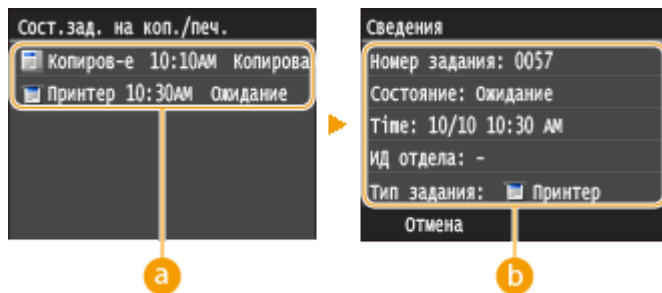 Сост.зад. на коп./печ.
Копиров-е 10:10AM Копирова
Принтер 10:30AM Ожидание
a
Сведения
Номер задания: 0057
Состояние: Ожидание
Time: 10/10 10:30 AM
ИД отдела: -
Тип задания: Принтер
Отмена
b